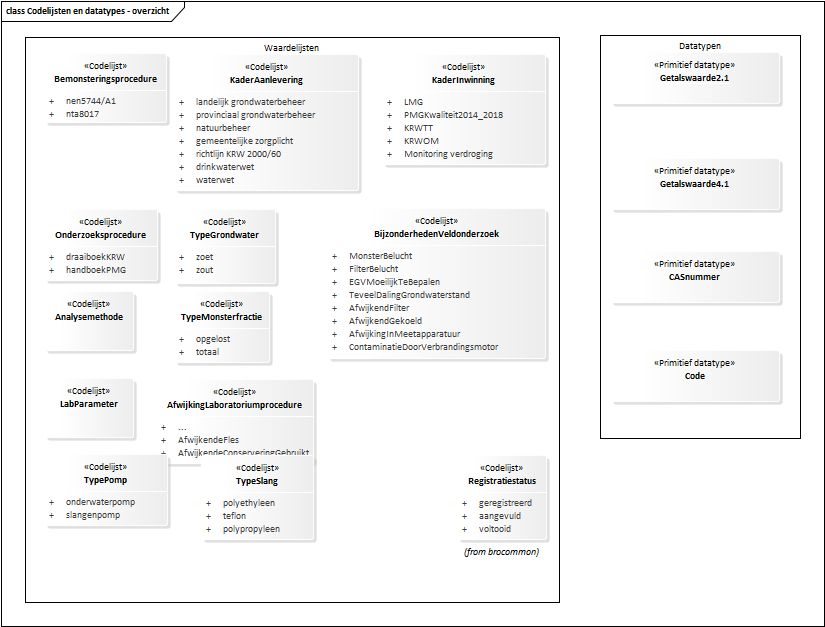 class Codelijsten en datatypes - overzicht
Waardelijsten
«Codelijst»
Bemonsteringsprocedure
+ nen5744/A1
+ nta8017
«Codelijst»
KaderAanlevering
+ landelijk grondwaterbeheer
+ provinciaal grondwaterbeheer
+ natuurbeheer
+ gemeentelijke zorgplicht
+ richtlijn KRW 2000/60
+ drinkwaterwet
+ waterwet
«Codelijst»
KaderInwinning
+ LMG
+ PMGKwaliteit2014_2018
+ KRWTT
+ KRWOM
+ Monitoring verdroging
«Codelijst»
Onderzoeksprocedure
+ draaiboekKRW
+ handboekPMG
«Codelijst»
TypeGrondwater
+ zoet
+ zout
«Codelijst»
BijzonderhedenVeldonderzoek
+ MonsterBelucht
+ FilterBelucht
+ EGVMoeilijkTeBepalen
+ TeveelDalingGrondwaterstand
+ AfwijkendFilter
+ AfwijkendGekoeld
+ AfwijkingInMeetapparatuur
+ ContaminatieDoorVerbrandingsmotor
«Codelijst»
Analysemethode
«Codelijst»
TypeMonsterfractie
+ opgelost
+ totaal
«Codelijst»
LabParameter
«Codelijst»
AfwijkingLaboratoriumprocedure
+ ...
+ AfwijkendeFles
+ AfwijkendeConserveringGebruikt
«Codelijst»
TypePomp
+ onderwaterpomp
+ slangenpomp
«Codelijst»
TypeSlang
+ polyethyleen
+ teflon
+ polypropyleen
«Codelijst»
Registratiestatus
+ geregistreerd
+ aangevuld
+ voltooid
(from brocommon)
Datatypen
«Primitief datatype»
Getalswaarde2.1
«Primitief datatype»
Getalswaarde4.1
«Primitief datatype»
CASnummer
«Primitief datatype»
Code